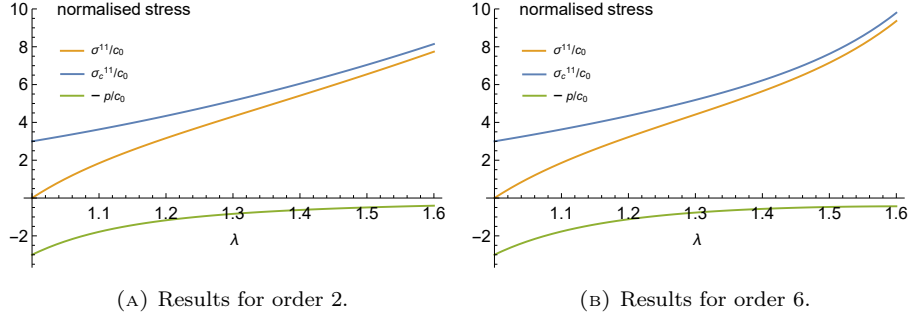 normalised stress
10
8
6
4
2
−2
σ¹¹/c₀
σ_c¹¹/c₀
− p/c₀
1.1
1.2
1.3
1.4
1.5
1.6
λ
(A) Results for order 2.
normalised stress
10
8
6
4
2
−2
σ¹¹/c₀
σ_c¹¹/c₀
− p/c₀
1.1
1.2
1.3
1.4
1.5
1.6
λ
(B) Results for order 6.